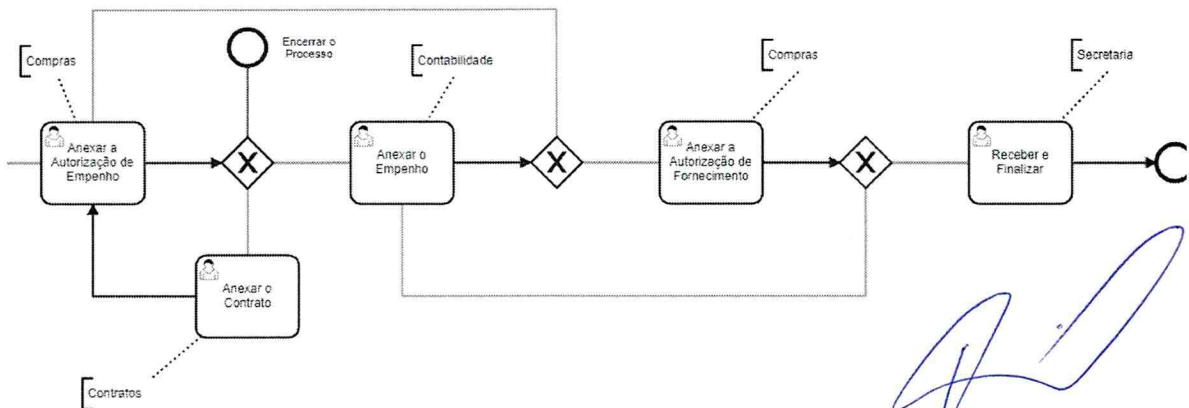 Compras
Encerrar o
Processo
Contabilidade
Compras
Secretaria
Anexar a
Autorização de
Empenho
X
Anexar o
Empenho
X
Anexar a
Autorização de
Fornecimento
X
Receber e
Finalizar
Anexar o
Contrato
Contratos